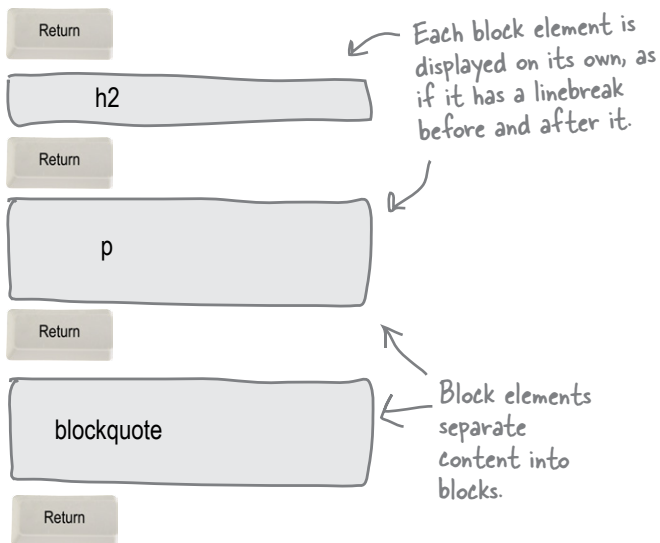 Return
Each block element is
displayed on its own, as
if it has a linebreak
before and after it.
h2
Return
p
Return
Block elements
separate
content into
blocks.
blockquote
Return